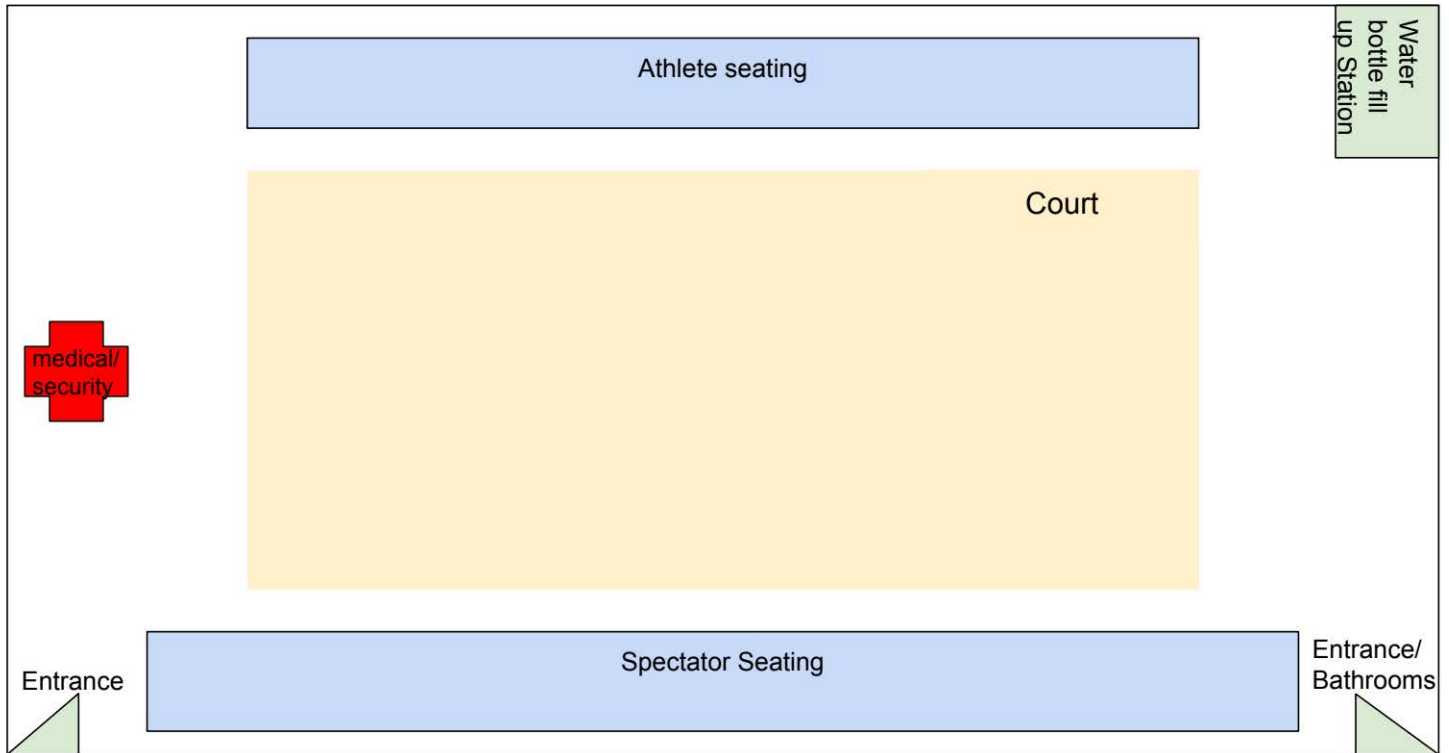 Athlete seating
Water
bottle fill
up Station
Court
medical/
security
Spectator Seating
Entrance
Entrance/
Bathrooms